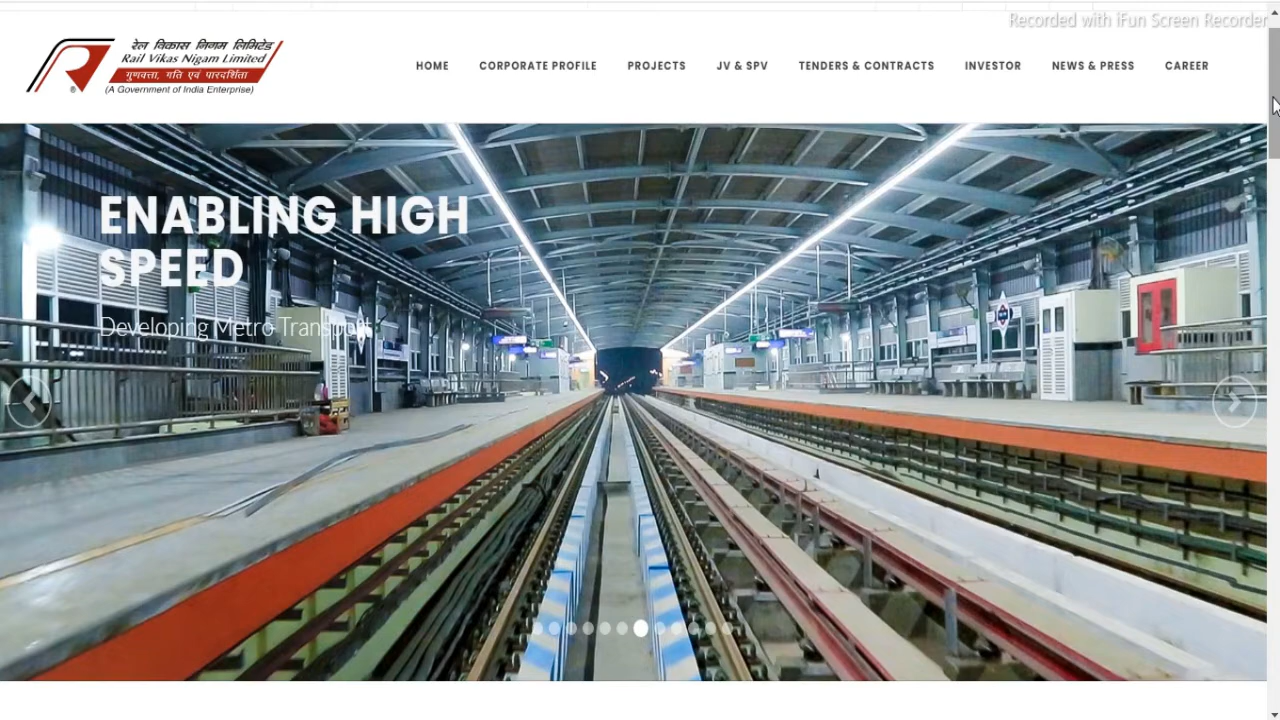 Recorded with iFun Screen Recorder
रेल विकास निगम लिमिटेड
Rail Vikas Nigam Limited
गुणवत्ता, गति एवं पारदर्शिता
(A Government of India Enterprise)
HOME CORPORATE PROFILE PROJECTS JV & SPV TENDERS & CONTRACTS INVESTOR NEWS & PRESS CAREER
ENABLING HIGH
SPEED
Developing Metro Transport